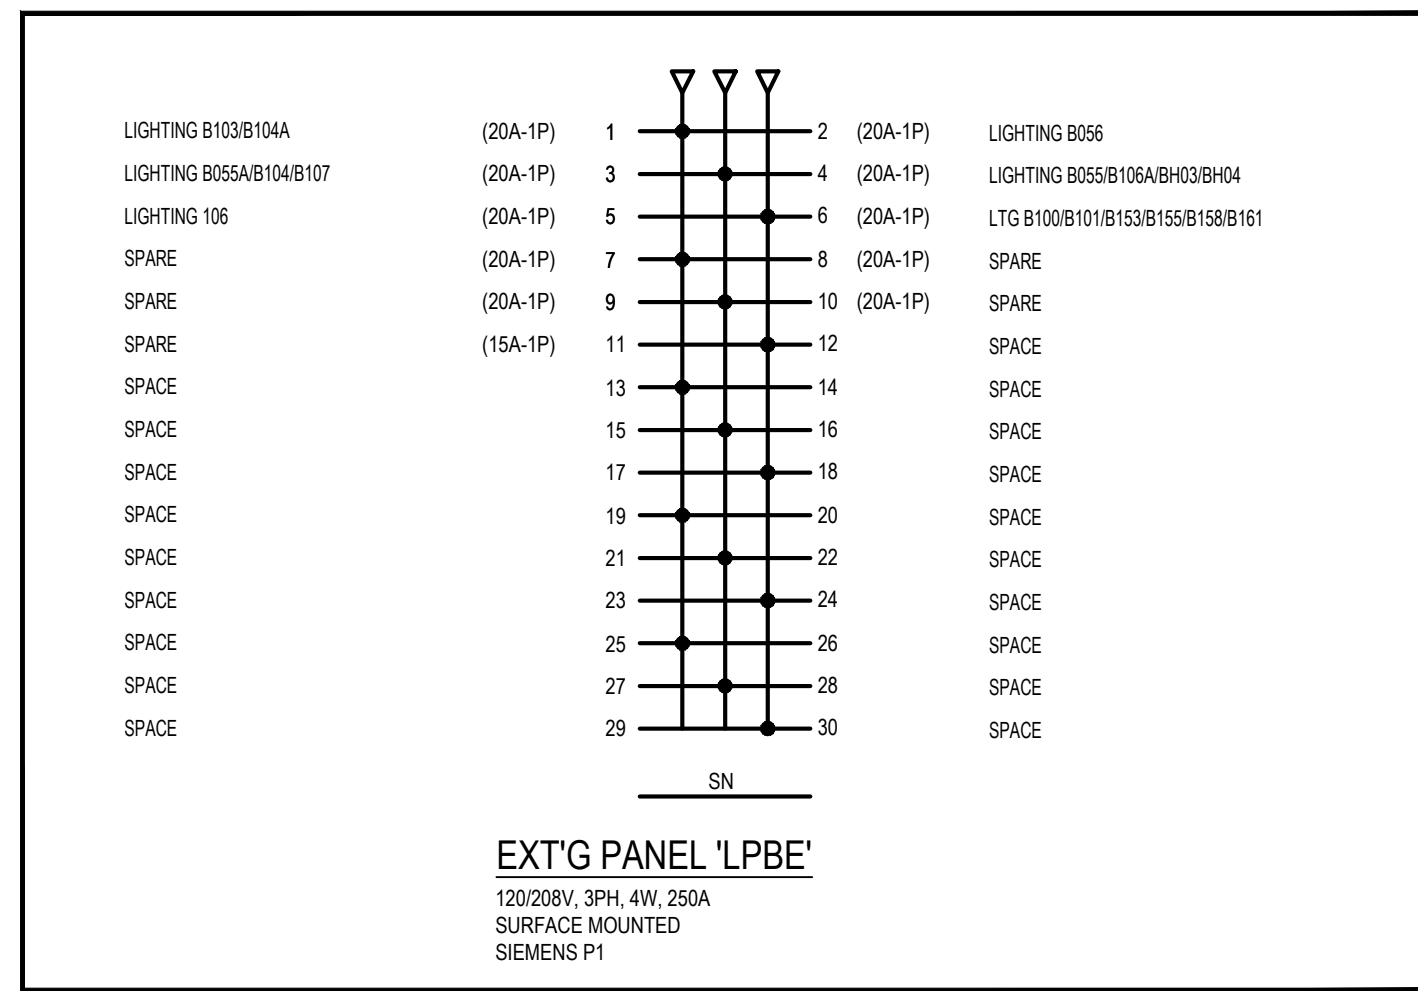 LIGHTING B103/B104A (20A-1P) 1 2 (20A-1P) LIGHTING B056
LIGHTING B055A/B104/B107 (20A-1P) 3 4 (20A-1P) LIGHTING B055/B106A/BH03/BH04
LIGHTING 106 (20A-1P) 5 6 (20A-1P) LTG B100/B101/B153/B155/B158/B161
SPARE (20A-1P) 7 8 (20A-1P) SPARE
SPARE (20A-1P) 9 10 (20A-1P) SPARE
SPARE (15A-1P) 11 12 SPACE
SPACE 13 14 SPACE
SPACE 15 16 SPACE
SPACE 17 18 SPACE
SPACE 19 20 SPACE
SPACE 21 22 SPACE
SPACE 23 24 SPACE
SPACE 25 26 SPACE
SPACE 27 28 SPACE
SPACE 29 30 SPACE
SN
EXT'G PANEL 'LPBE'
120/208V, 3PH, 4W, 250A
SURFACE MOUNTED
SIEMENS P1